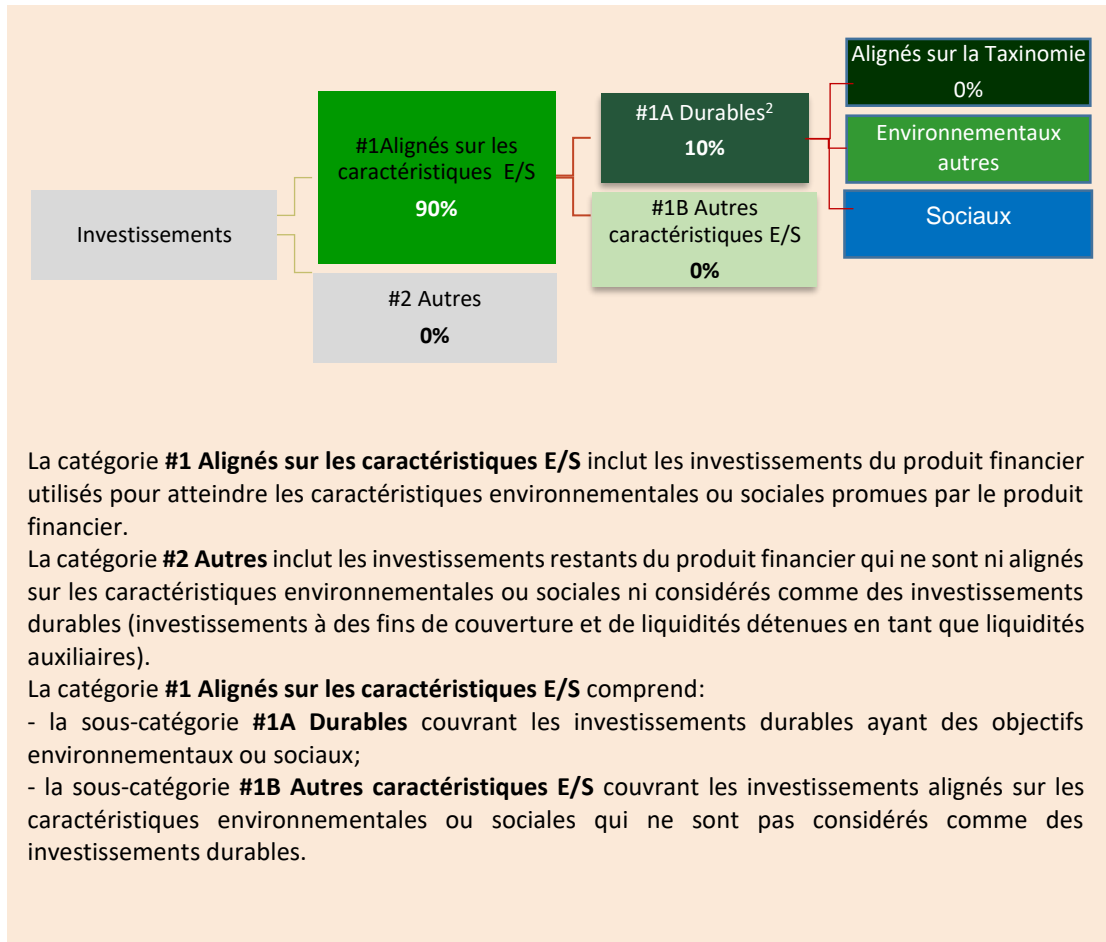 Alignés sur la Taxinomie
0%
#1A Durables²
10%
Environnementaux
autres
#1Alignés sur les
caractéristiques E/S
90%
Sociaux
#1B Autres
caractéristiques E/S
0%
Investissements
#2 Autres
0%
La catégorie #1 Alignés sur les caractéristiques E/S inclut les investissements du produit financier
utilisés pour atteindre les caractéristiques environnementales ou sociales promues par le produit
financier.
La catégorie #2 Autres inclut les investissements restants du produit financier qui ne sont ni alignés
sur les caractéristiques environnementales ou sociales ni considérés comme des investissements
durables (investissements à des fins de couverture et de liquidités détenues en tant que liquidités
auxiliaires).
La catégorie #1 Alignés sur les caractéristiques E/S comprend:
- la sous-catégorie #1A Durables couvrant les investissements durables ayant des objectifs
environnementaux ou sociaux;
- la sous-catégorie #1B Autres caractéristiques E/S couvrant les investissements alignés sur les
caractéristiques environnementales ou sociales qui ne sont pas considérés comme des
investissements durables.